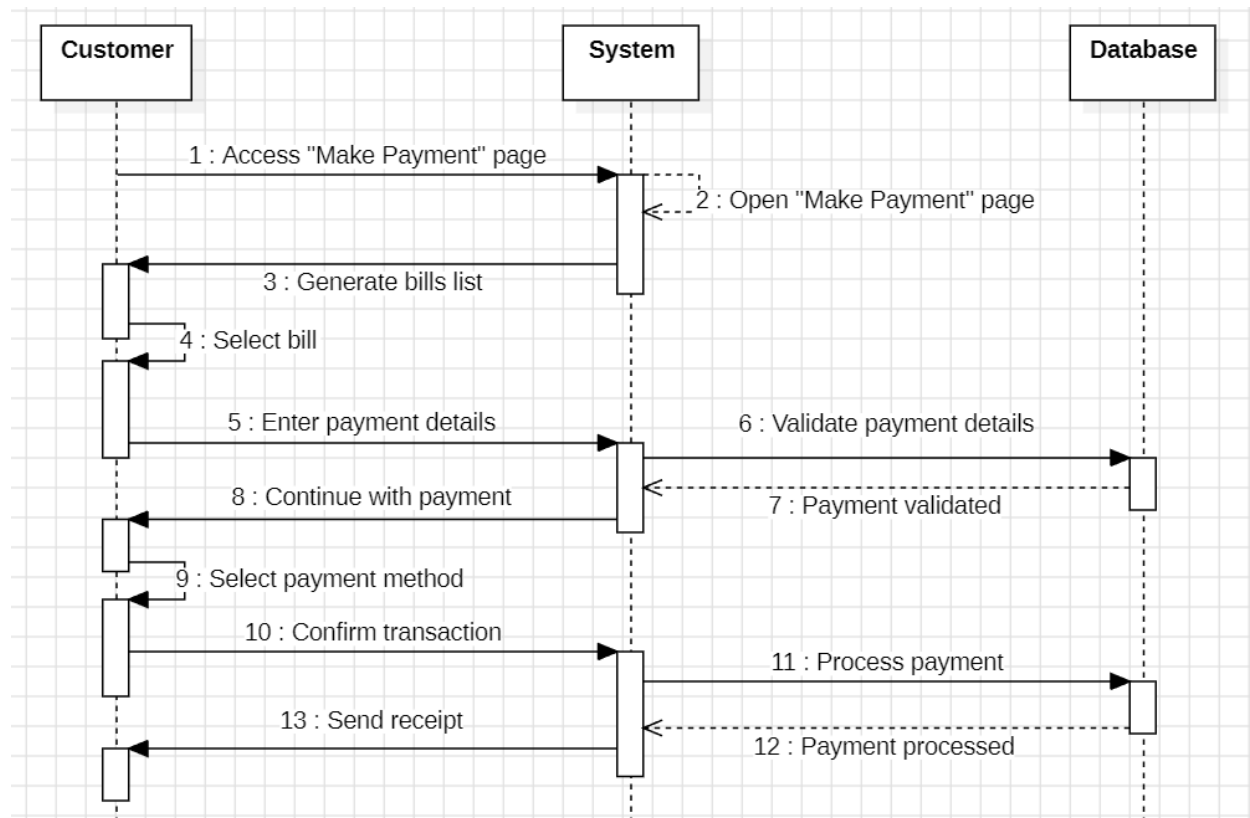 Customer
System
Database
1 : Access "Make Payment" page
2 : Open "Make Payment" page
3 : Generate bills list
4 : Select bill
5 : Enter payment details
6 : Validate payment details
7 : Payment validated
8 : Continue with payment
9 : Select payment method
10 : Confirm transaction
11 : Process payment
12 : Payment processed
13 : Send receipt